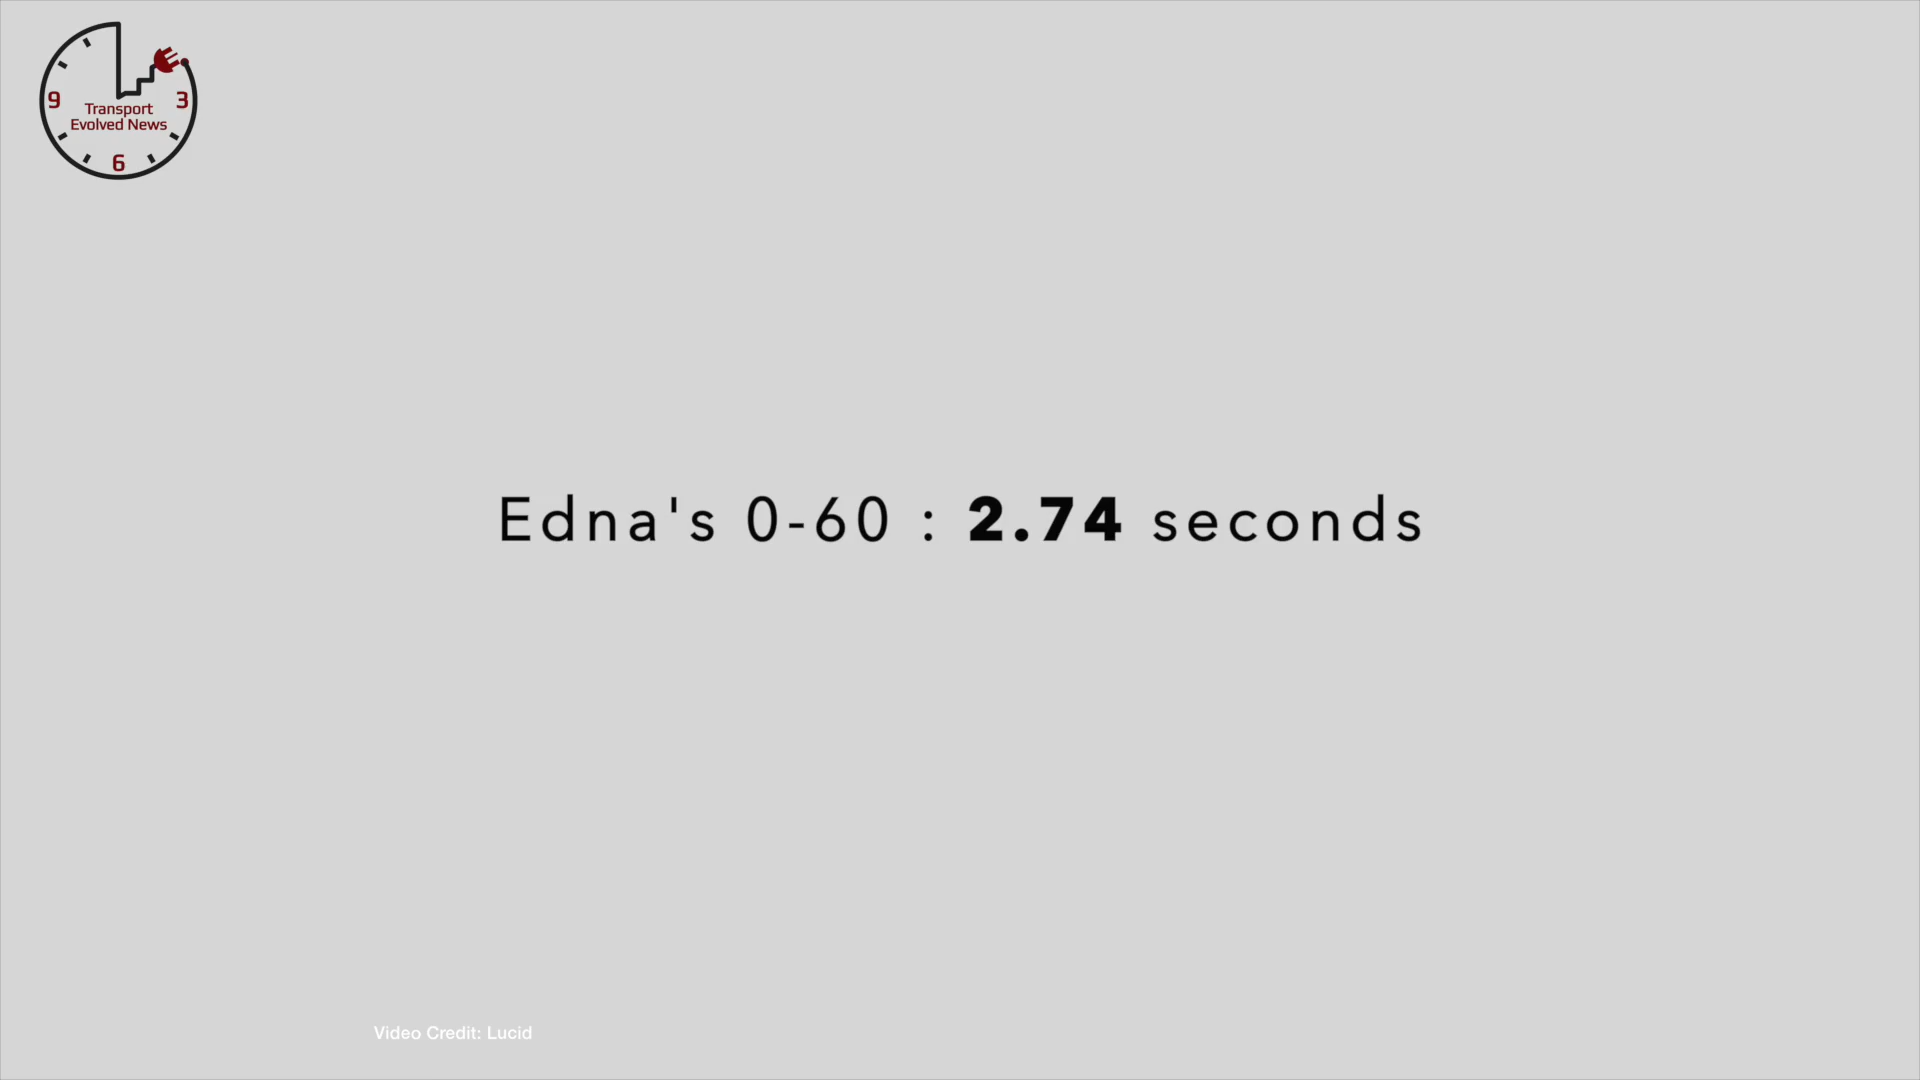 9
3
Transport
Evolved News
6
Edna's 0-60 : 2.74 seconds
Video Credit: Lucid